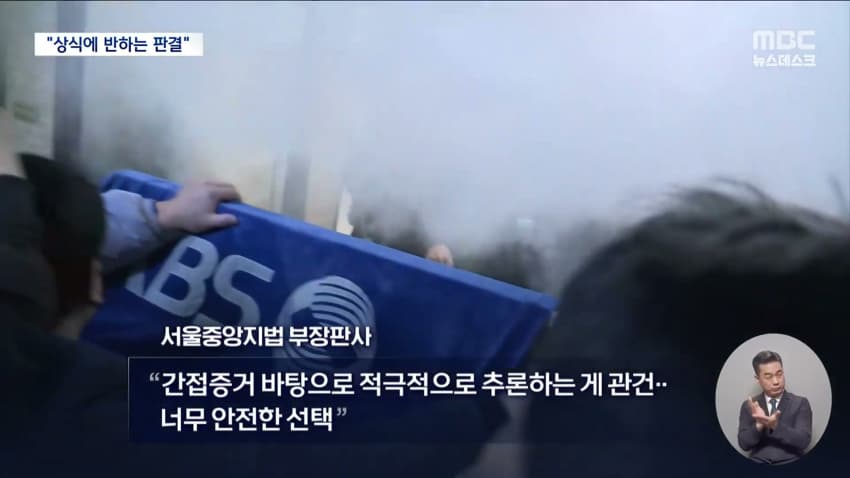 "상식에 반하는 판결"
MBC
뉴스데스크
KBS
서울중앙지법 부장판사
“간접증거 바탕으로 적극적으로 추론하는 게 관건··
너무 안전한 선택”